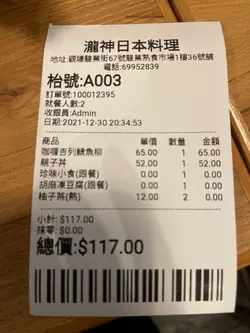 瀧神日本料理
地址:觀塘駿業街67號駿業熟食市場1樓36號舖
電話:69952839
枱號:A003
訂單號:100012395
就餐人數:2
收銀員:Admin
日期:2021-12-30 20:34:53
商品 單價 數量 金額
咖喱吉列鯖魚柳 65.00 1 65.00
親子丼 52.00 1 52.00
珍味小食(跟餐) 0.00 1 0.00
胡麻凍豆腐(跟餐) 0.00 1 0.00
柚子茶(熱) 12.00 2 0.00
小計: $117.00
抹零: $0.00
總價:$117.00